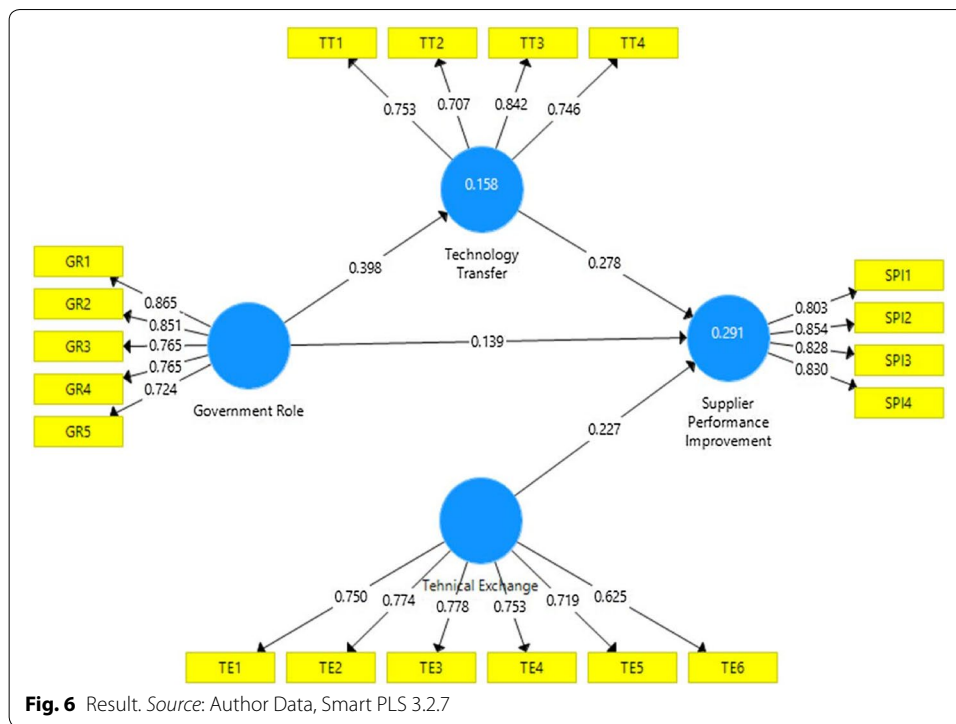 TT1 TT2 TT3 TT4
0.753 0.707 0.842 0.746
0.158
Technology
Transfer
GR1
GR2
GR3
GR4
GR5
0.865
0.851
0.765
0.765
0.724
Government Role
0.398
0.278
0.139
0.227
0.291
Supplier
Performance
Improvement
0.803
0.854
0.828
0.830
SPI1
SPI2
SPI3
SPI4
Tehnical Exchange
0.750 0.774 0.778 0.753 0.719 0.625
TE1 TE2 TE3 TE4 TE5 TE6
Fig. 6 Result. Source: Author Data, Smart PLS 3.2.7